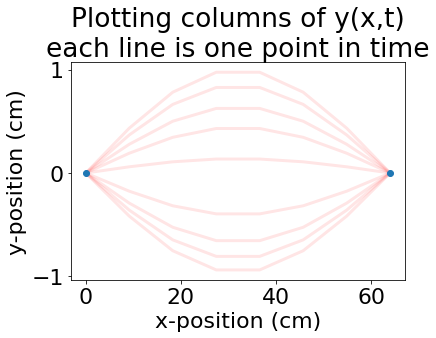 Plotting columns of y(x,t)
each line is one point in time
1
0
−1
y-position (cm)
0 20 40 60
x-position (cm)